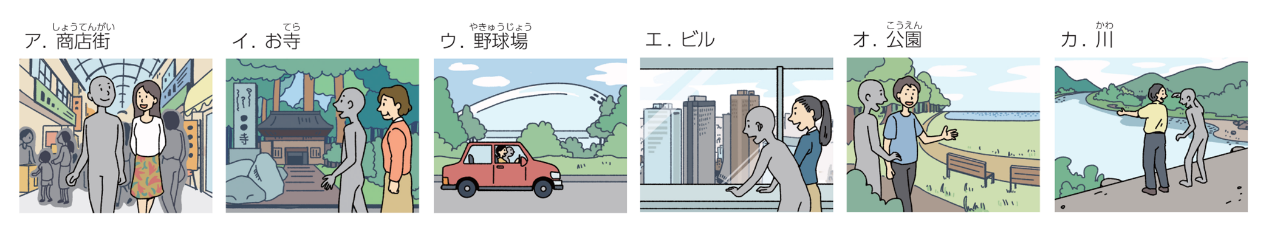 しょうてんがい
ア. 商店街
てら
イ. お寺
やきゅうじょう
ウ. 野球場
エ. ビル
こうえん
オ. 公園
かわ
カ. 川
寺